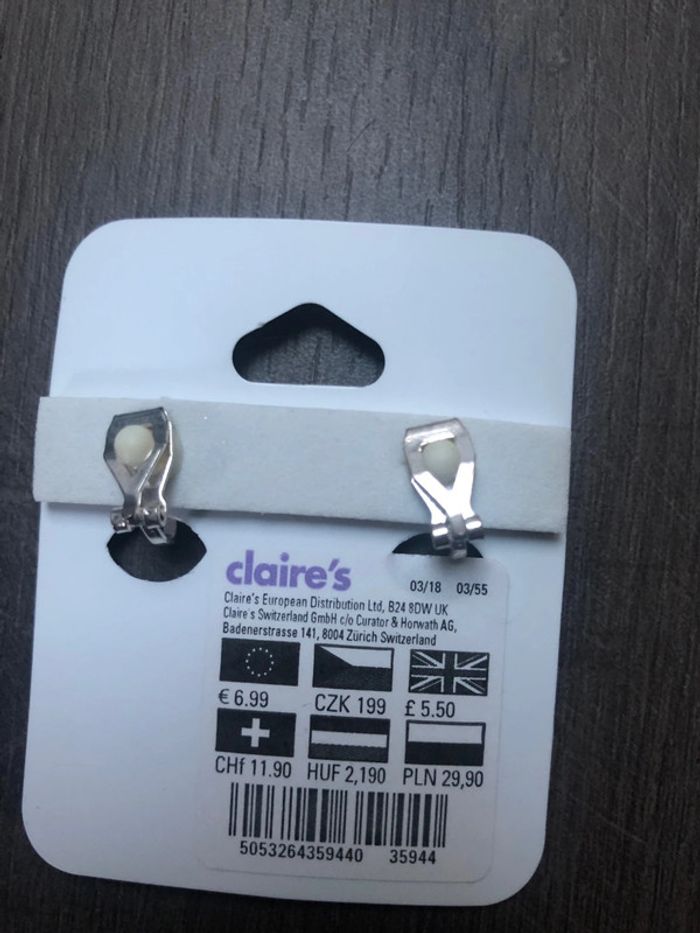 claire's 03/18 03/55
Claire's European Distribution Ltd, B24 8DW UK
Claire's Switzerland GmbH c/o Curator & Horwath AG,
Badenerstrasse 141, 8004 Zürich Switzerland
€ 6.99 CZK 199 £ 5.50
CHf 11.90 HUF 2,190 PLN 29,90
5053264359440 35944